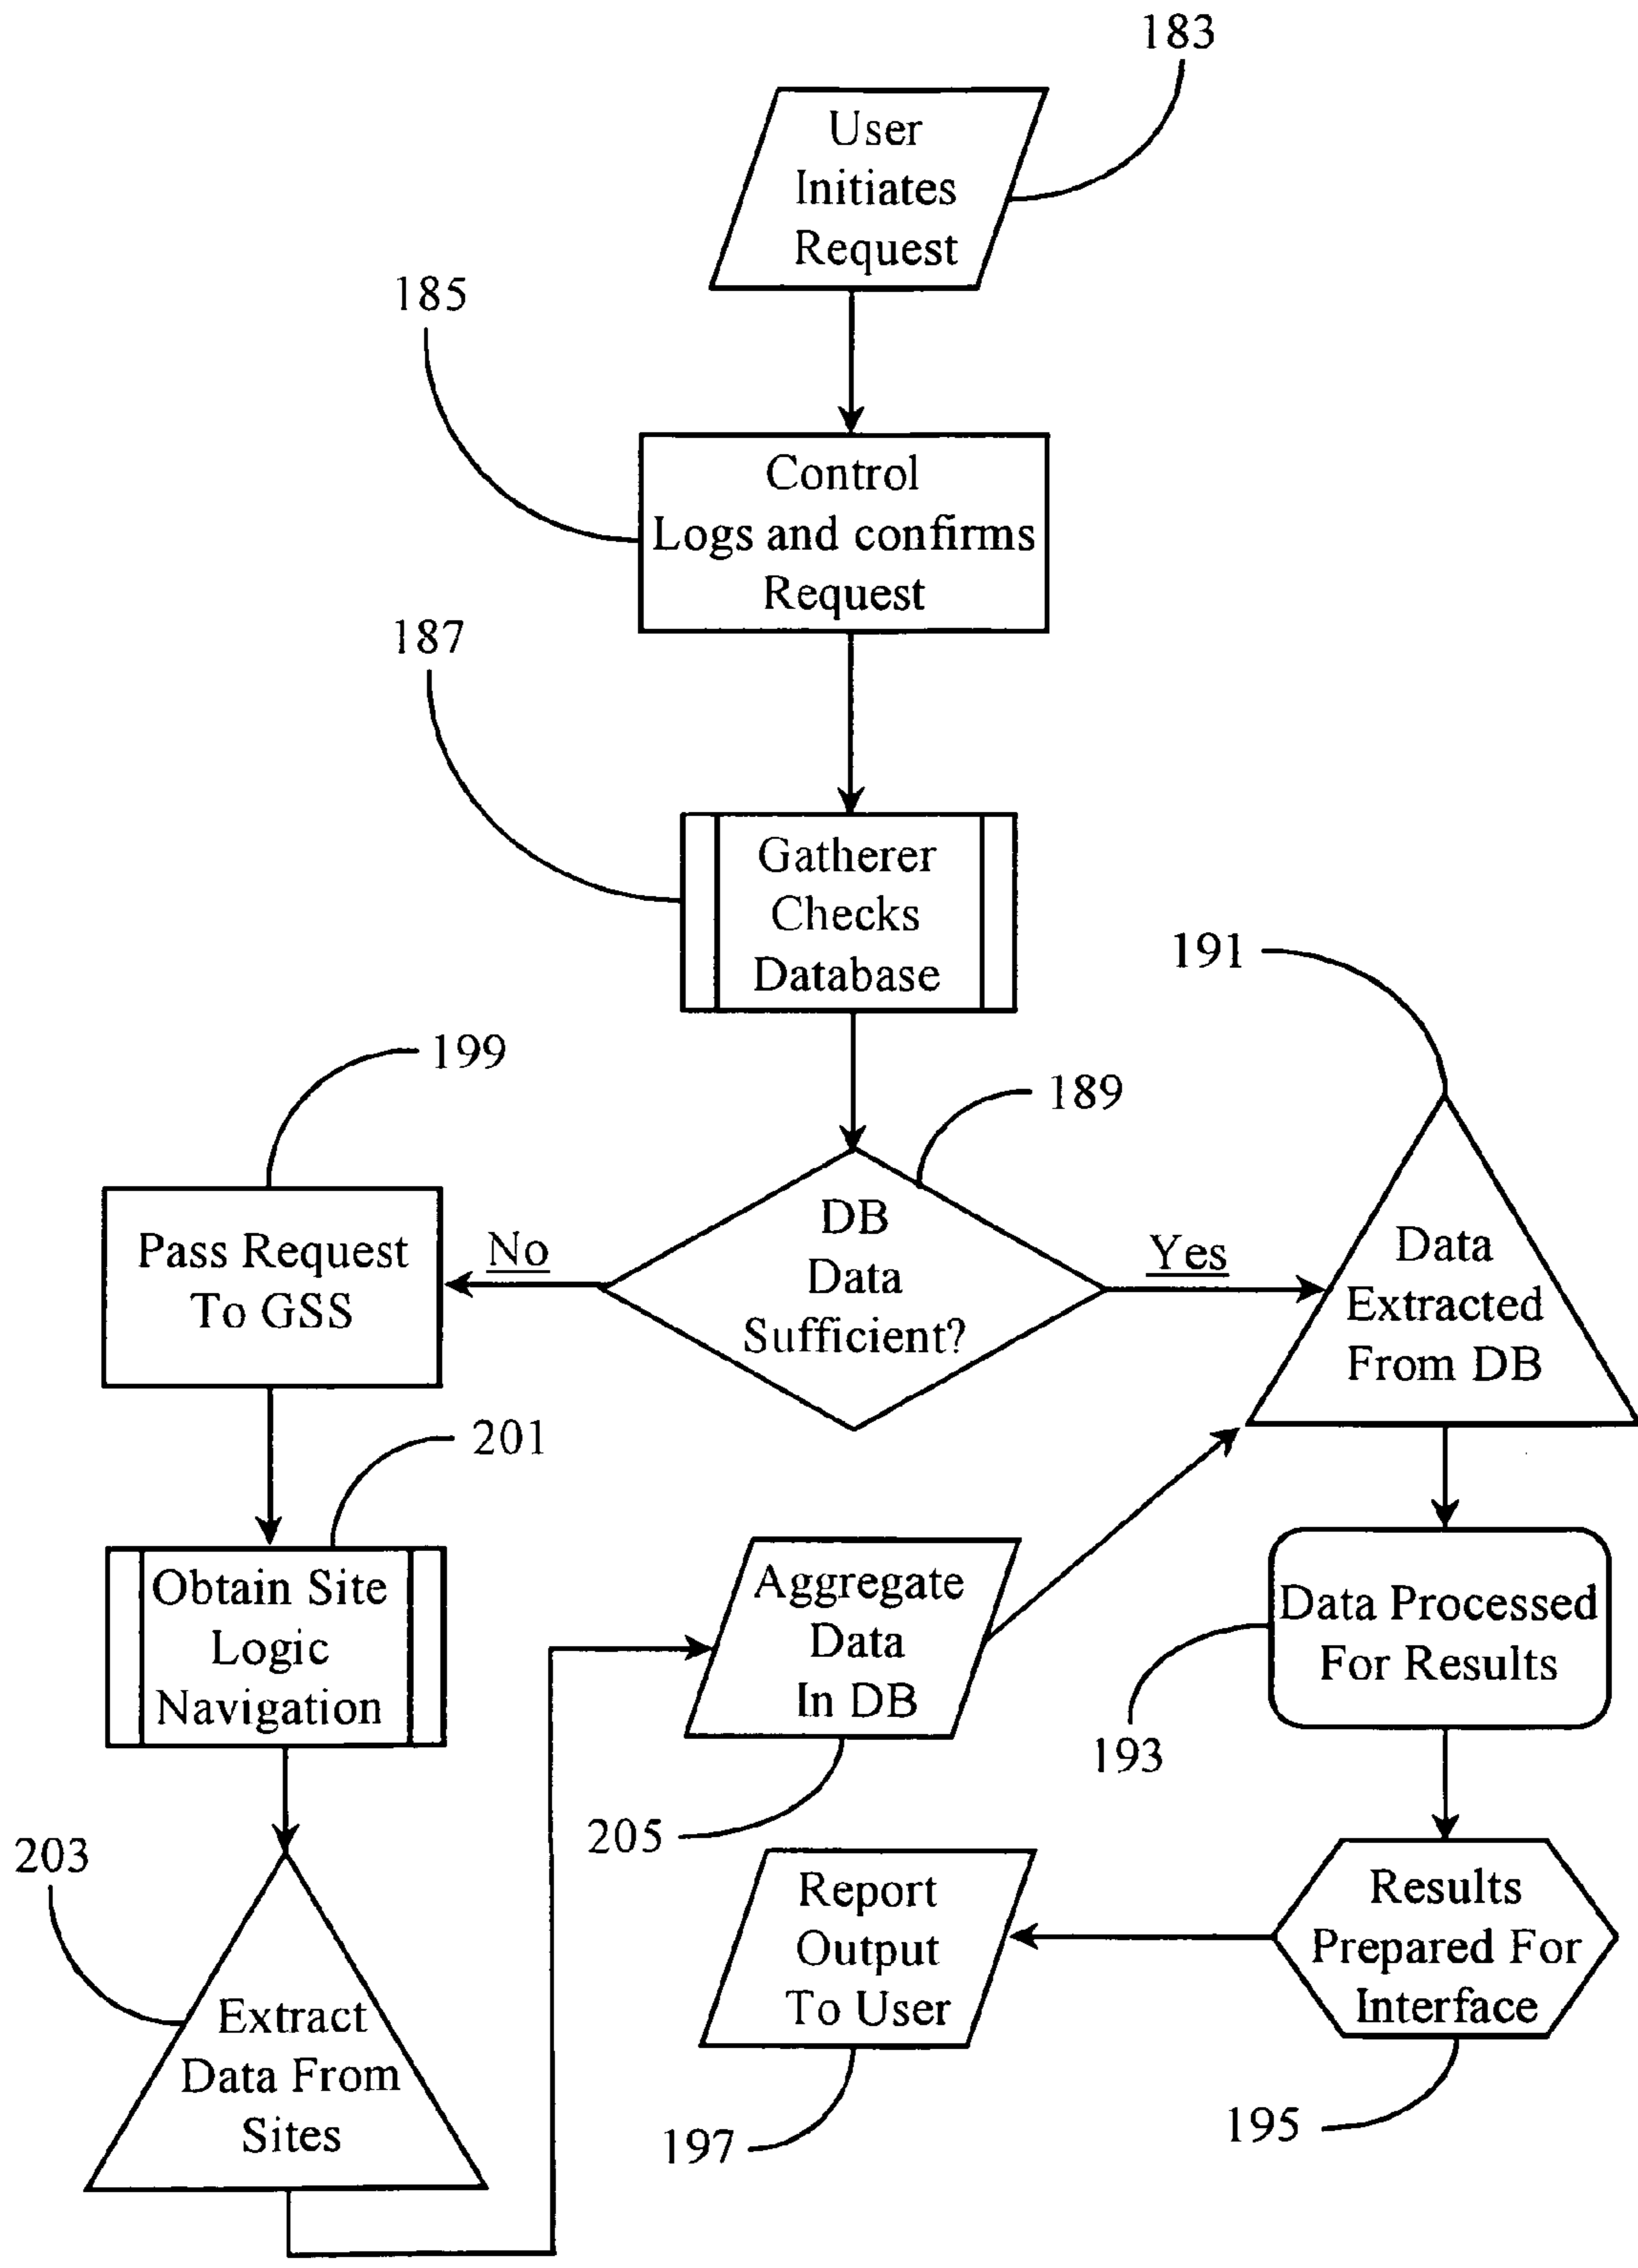 183
User
Initiates
Request
185
Control
Logs and confirms
Request
187
Gatherer
Checks
Database
191
199
189
Pass Request
To GSS
No
DB
Data
Sufficient?
Yes
Data
Extracted
From DB
201
Obtain Site
Logic
Navigation
Aggregate
Data
In DB
Data Processed
For Results
193
205
203
Extract
Data From
Sites
Report
Output
To User
Results
Prepared For
Interface
197
195